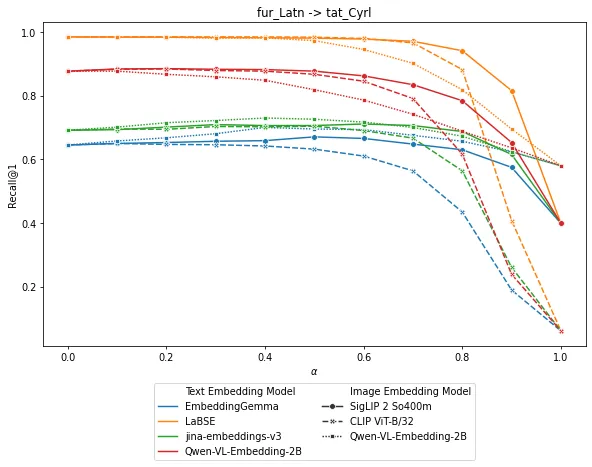 fur_Latn -> tat_Cyrl
Recall@1
1.0
0.8
0.6
0.4
0.2
0.0 0.2 0.4 0.6 0.8 1.0
α
Text Embedding Model Image Embedding Model
EmbeddingGemma SigLIP 2 So400m
LaBSE CLIP ViT-B/32
jina-embeddings-v3 Qwen-VL-Embedding-2B
Qwen-VL-Embedding-2B